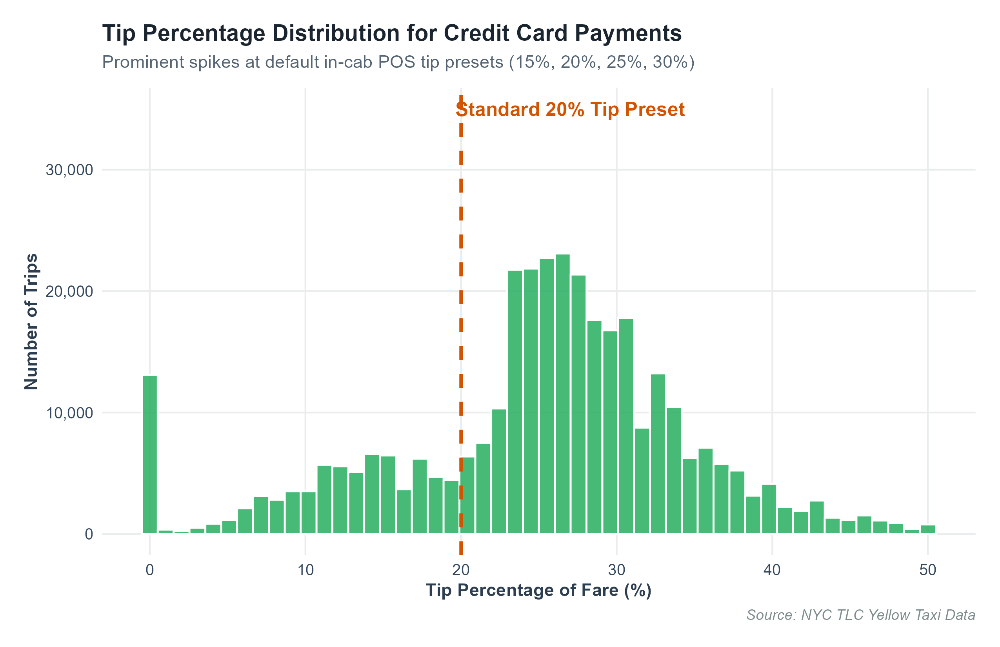 Tip Percentage Distribution for Credit Card Payments
Prominent spikes at default in-cab POS tip presets (15%, 20%, 25%, 30%)
Standard 20% Tip Preset
Number of Trips
30,000
20,000
10,000
0
0 10 20 30 40 50
Tip Percentage of Fare (%)
Source: NYC TLC Yellow Taxi Data